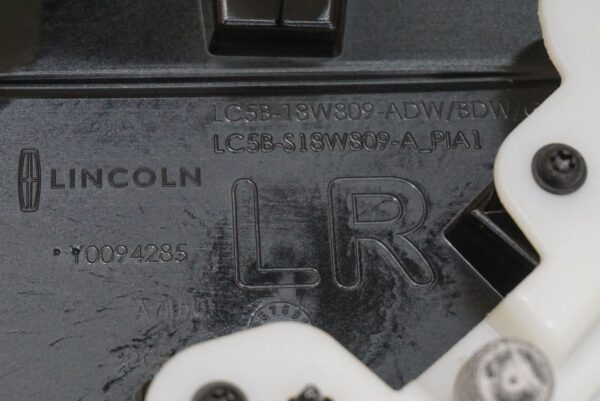 LC5B-18W809-ADW/BDW/
LC5B-S18W809-A_PIA1
LINCOLN
LR
Y0094285